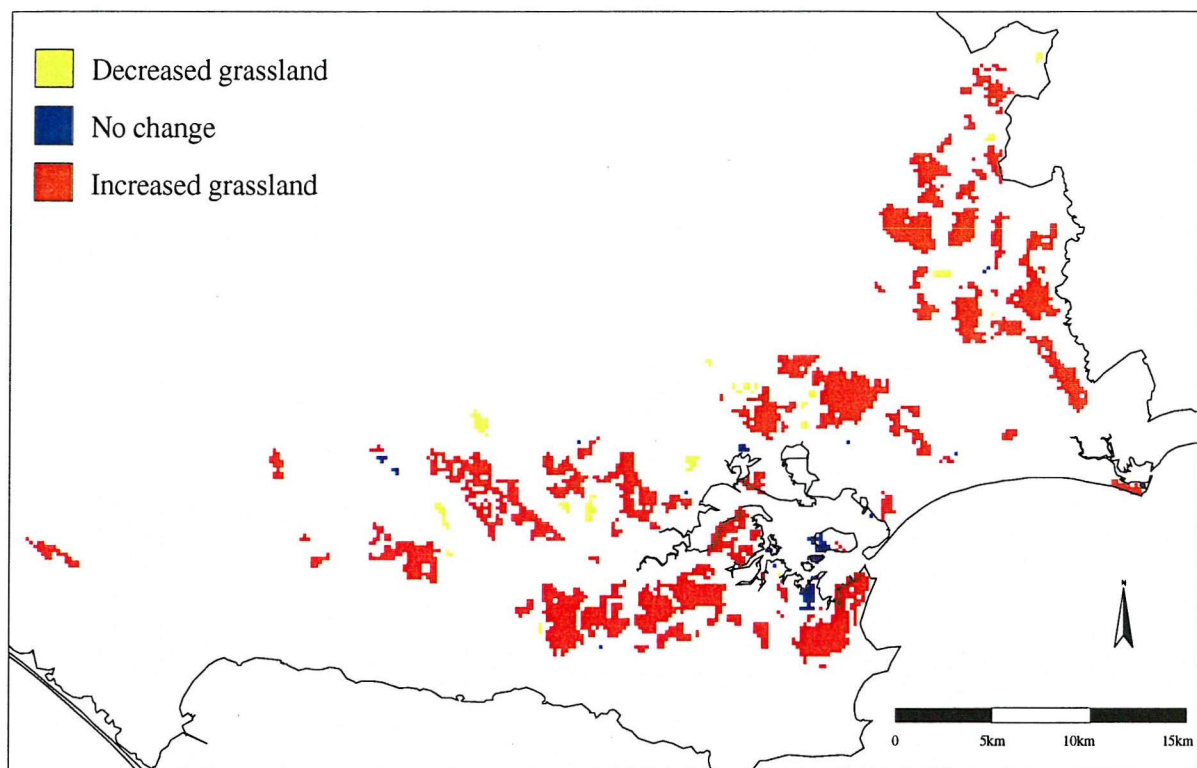 Decreased grassland
No change
Increased grassland
N
0 5km 10km 15km